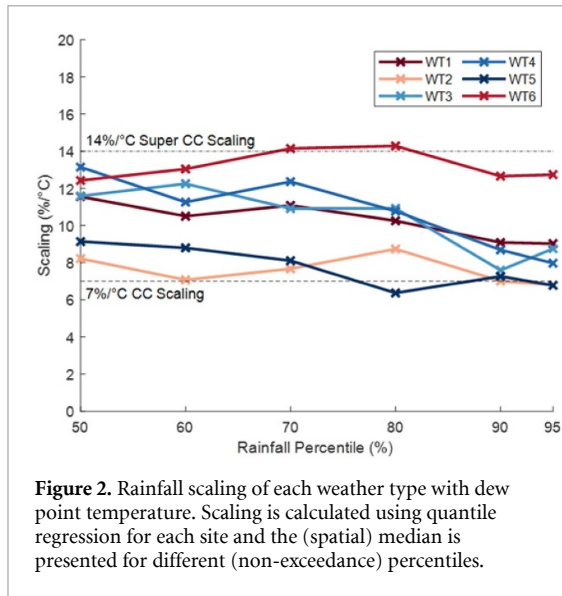 20
18
16
14
12
10
8
6
4
2
0
Scaling (%/°C)
WT1 WT4
WT2 WT5
WT3 WT6
14%/°C Super CC Scaling
7%/°C CC Scaling
50 60 70 80 90 95
Rainfall Percentile (%)
Figure 2. Rainfall scaling of each weather type with dew
point temperature. Scaling is calculated using quantile
regression for each site and the (spatial) median is
presented for different (non-exceedance) percentiles.